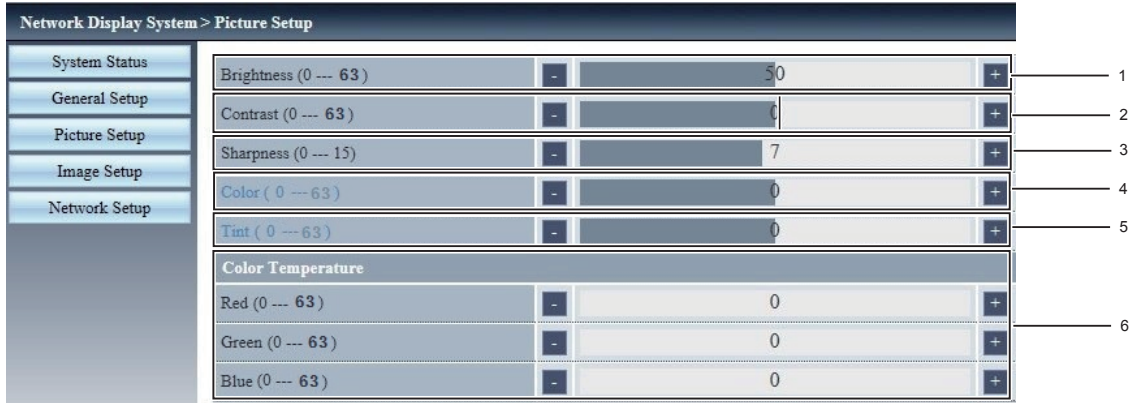 Network Display System > Picture Setup
System Status
General Setup
Picture Setup
Image Setup
Network Setup
Brightness (0 --- 63) - 50 + 1
Contrast (0 --- 63) - 0 + 2
Sharpness (0 --- 15) - 7 + 3
Color ( 0 --- 63) - 0 + 4
Tint ( 0 --- 63) - 0 + 5
Color Temperature
Red (0 --- 63) - 0 +
Green (0 --- 63) - 0 + 6
Blue (0 --- 63) - 0 +